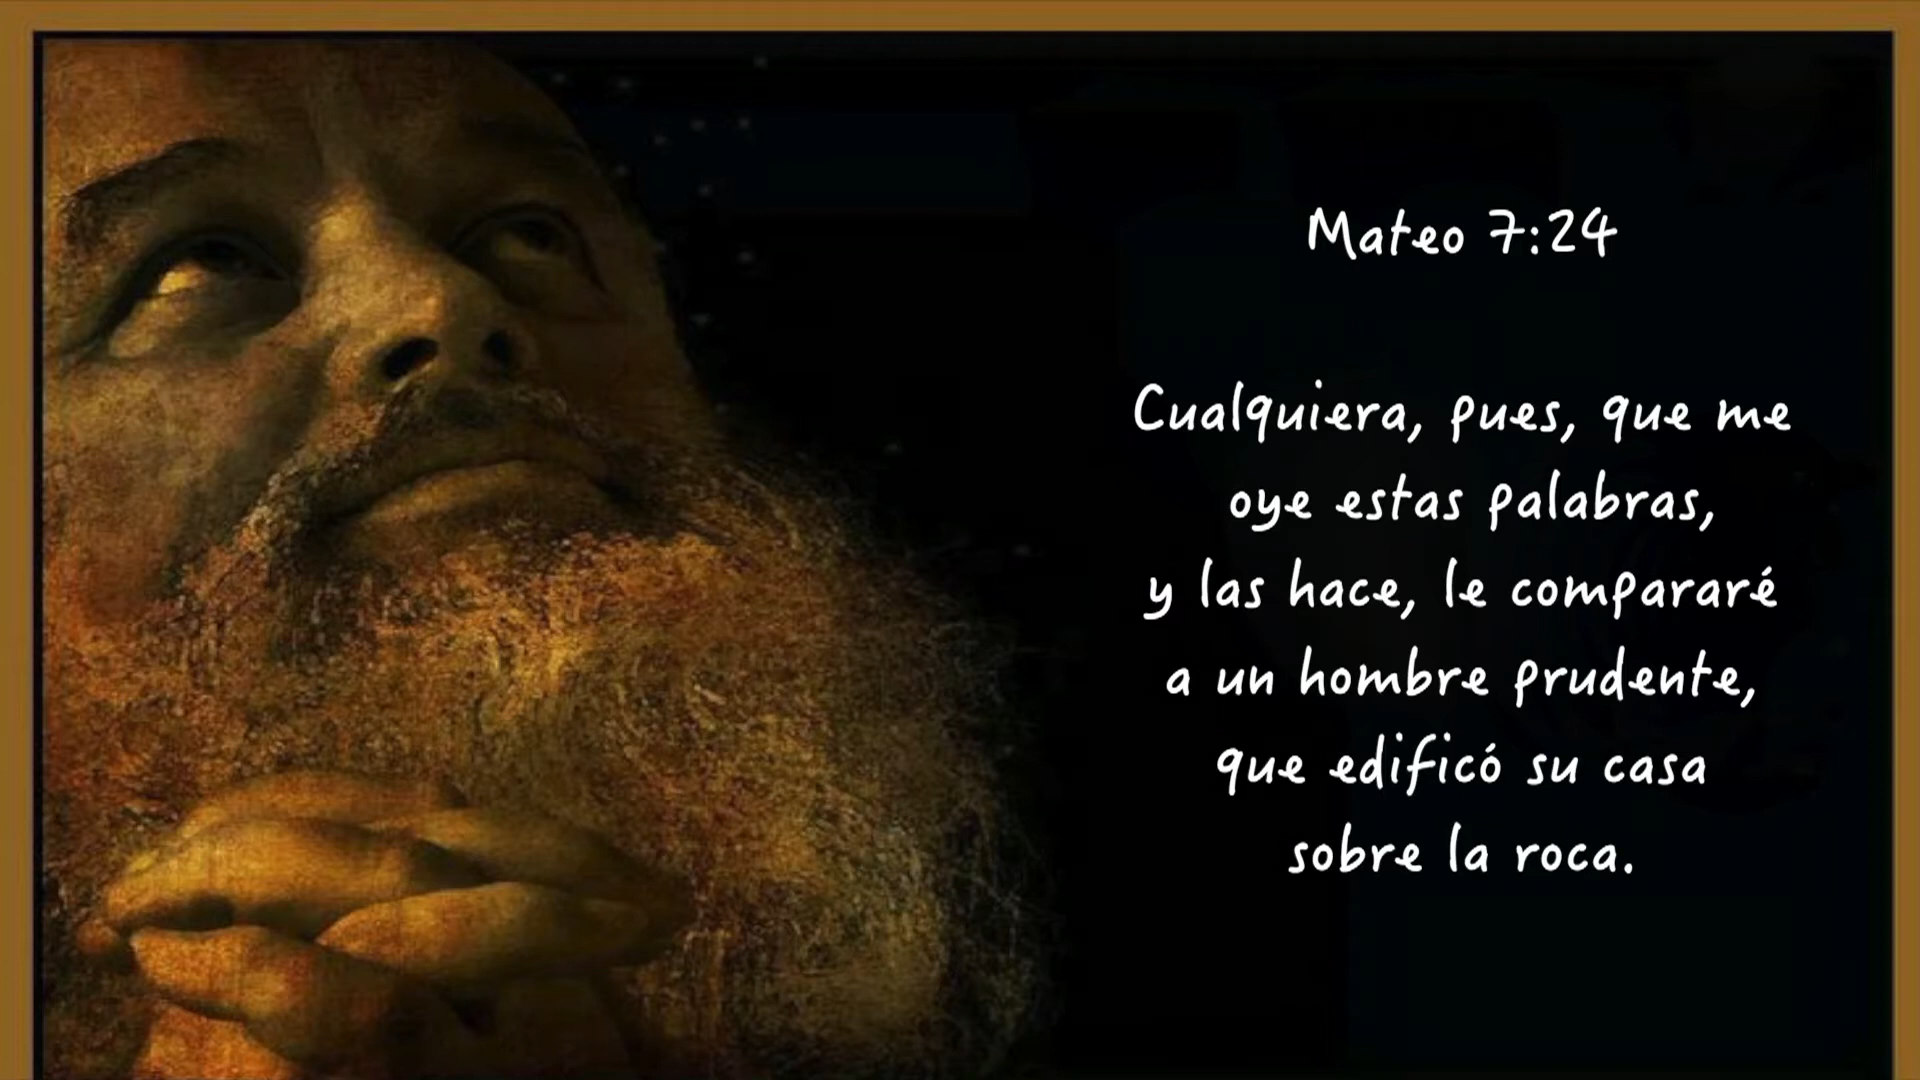 Mateo 7:24
Cualquiera, pues, que me
oye estas palabras,
y las hace, le compararé
a un hombre prudente,
que edificó su casa
sobre la roca.